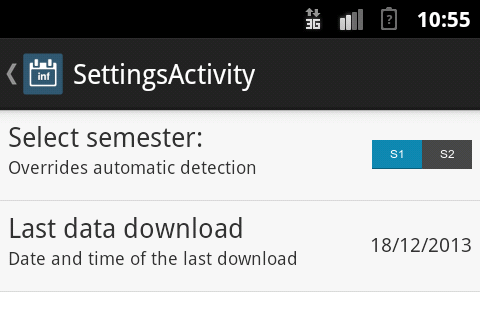 3G ? 10:55
inf SettingsActivity
Select semester:
Overrides automatic detection
S1 S2
Last data download
Date and time of the last download
18/12/2013